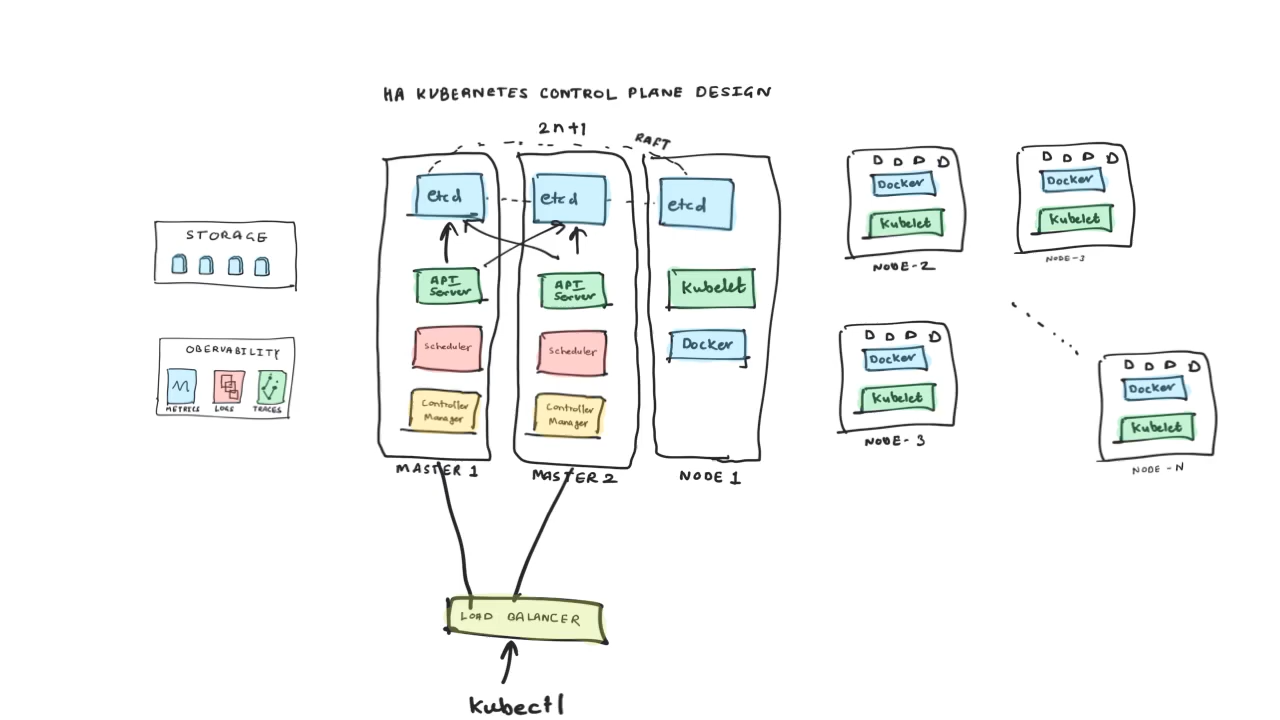 HA KUBERNETES CONTROL PLANE DESIGN
2n+1
RAFT
STORAGE
OBERVABILITY
METRICS LOGS TRACES
etcd
API
Server
Scheduler
Controller
Manager
MASTER 1
etcd
API
Server
Scheduler
Controller
Manager
MASTER 2
etcd
Kubelet
Docker
NODE 1
D D D D
Docker
Kubelet
NODE-2
D D D D
Docker
Kubelet
NODE-3
D D D D
Docker
Kubelet
NODE-3
D D D D
Docker
Kubelet
NODE-N
LOAD BALANCER
kubectl